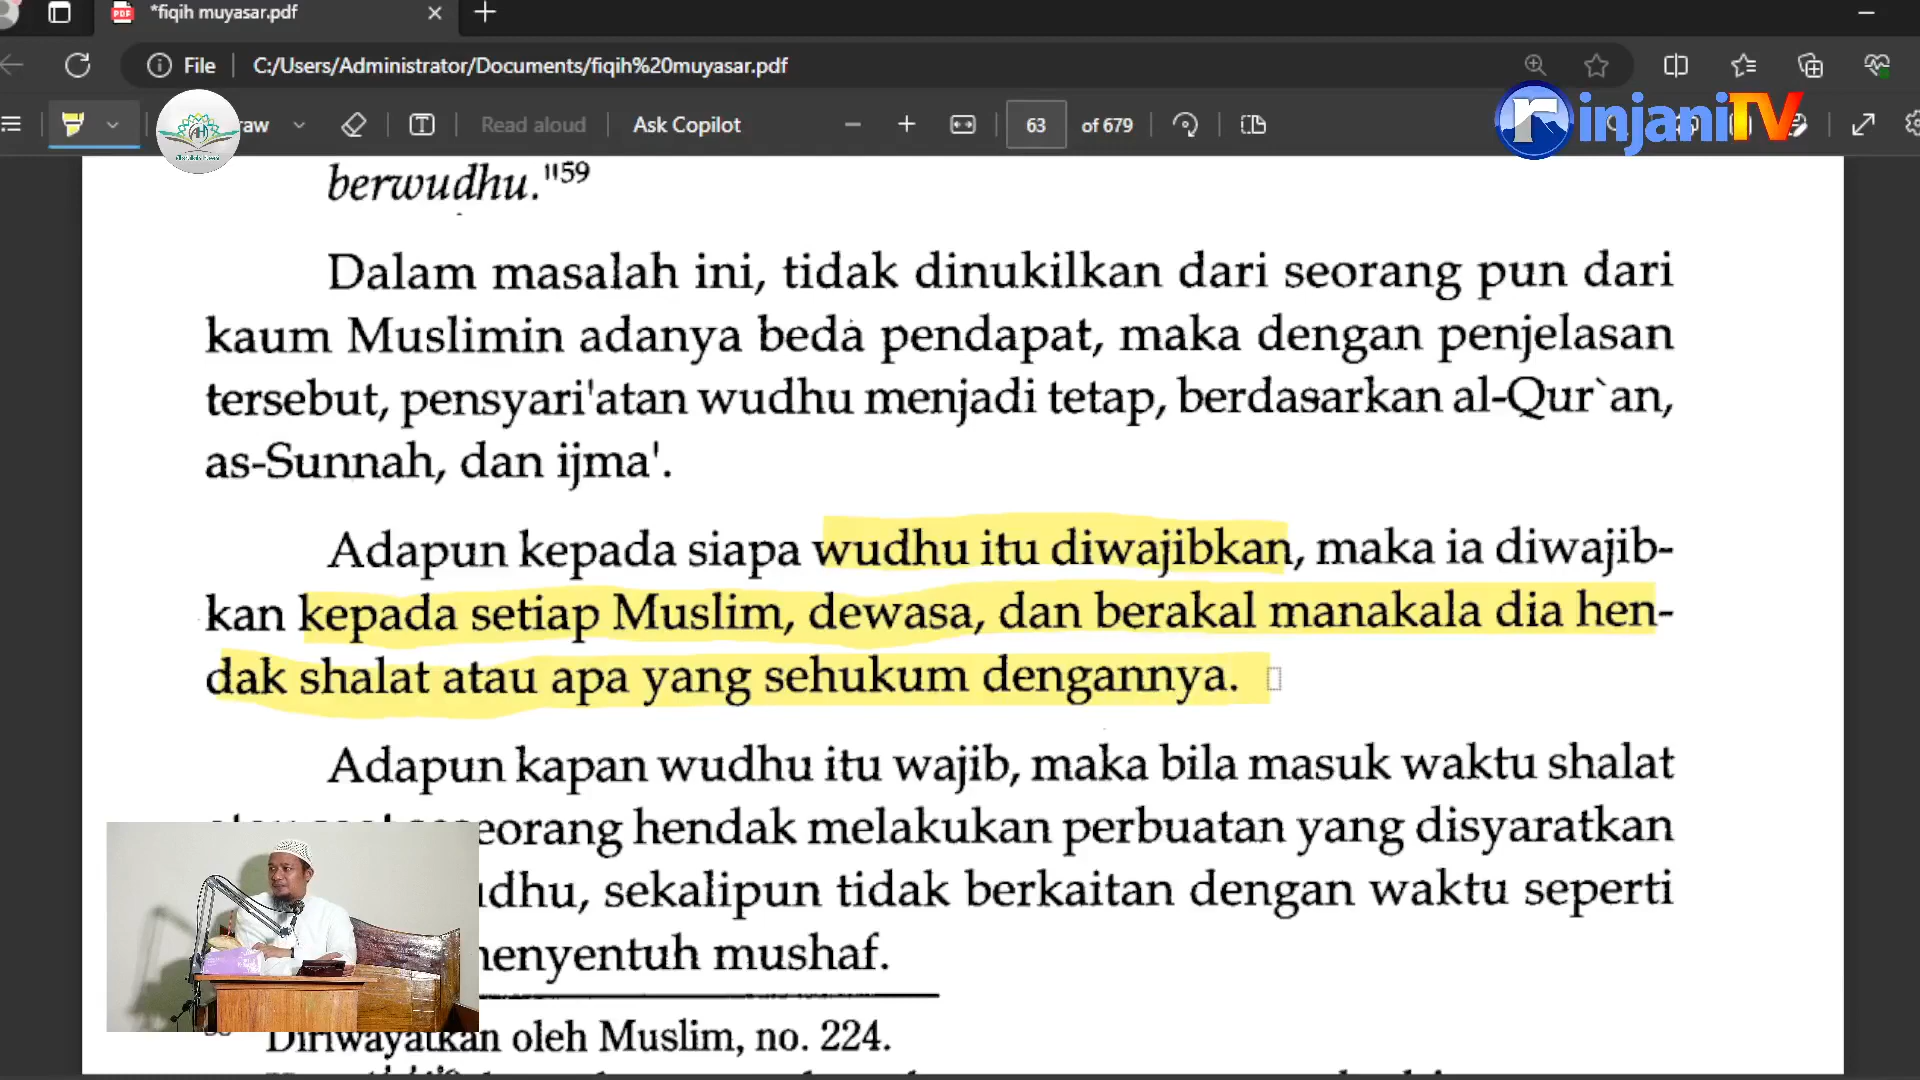 *fiqih muyasar.pdf
File C:/Users/Administrator/Documents/fiqih%20muyasar.pdf
raw Read aloud Ask Copilot 63 of 679
rinjaniTV
berwudhu."59
Dalam masalah ini, tidak dinukilkan dari seorang pun dari
kaum Muslimin adanya beda pendapat, maka dengan penjelasan
tersebut, pensyari'atan wudhu menjadi tetap, berdasarkan al-Qur`an,
as-Sunnah, dan ijma'.
Adapun kepada siapa wudhu itu diwajibkan, maka ia diwajib-
kan kepada setiap Muslim, dewasa, dan berakal manakala dia hen-
dak shalat atau apa yang sehukum dengannya.
Adapun kapan wudhu itu wajib, maka bila masuk waktu shalat
eorang hendak melakukan perbuatan yang disyaratkan
udhu, sekalipun tidak berkaitan dengan waktu seperti
menyentuh mushaf.
Diriwayatkan oleh Muslim, no. 224.